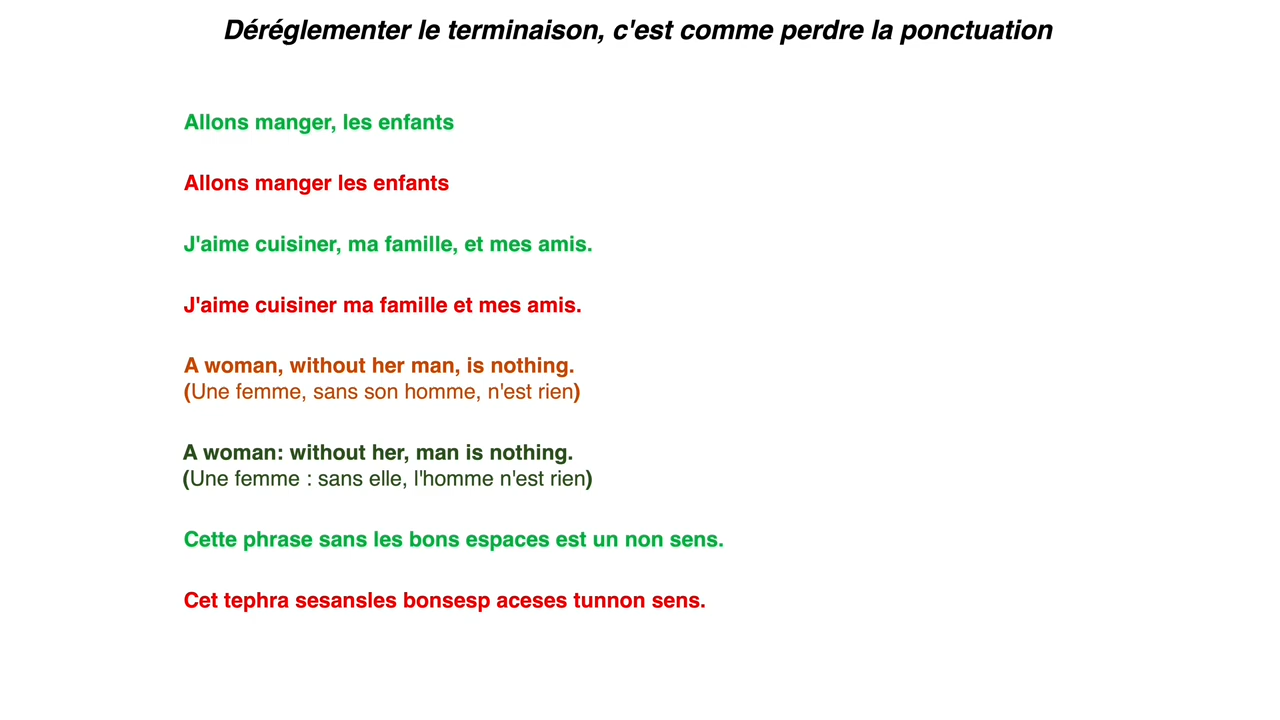 Déréglementer le terminaison, c'est comme perdre la ponctuation
Allons manger, les enfants
Allons manger les enfants
J'aime cuisiner, ma famille, et mes amis.
J'aime cuisiner ma famille et mes amis.
A woman, without her man, is nothing.
(Une femme, sans son homme, n'est rien)
A woman: without her, man is nothing.
(Une femme : sans elle, l'homme n'est rien)
Cette phrase sans les bons espaces est un non sens.
Cet tephra sesansles bonsesp aceses tunnon sens.